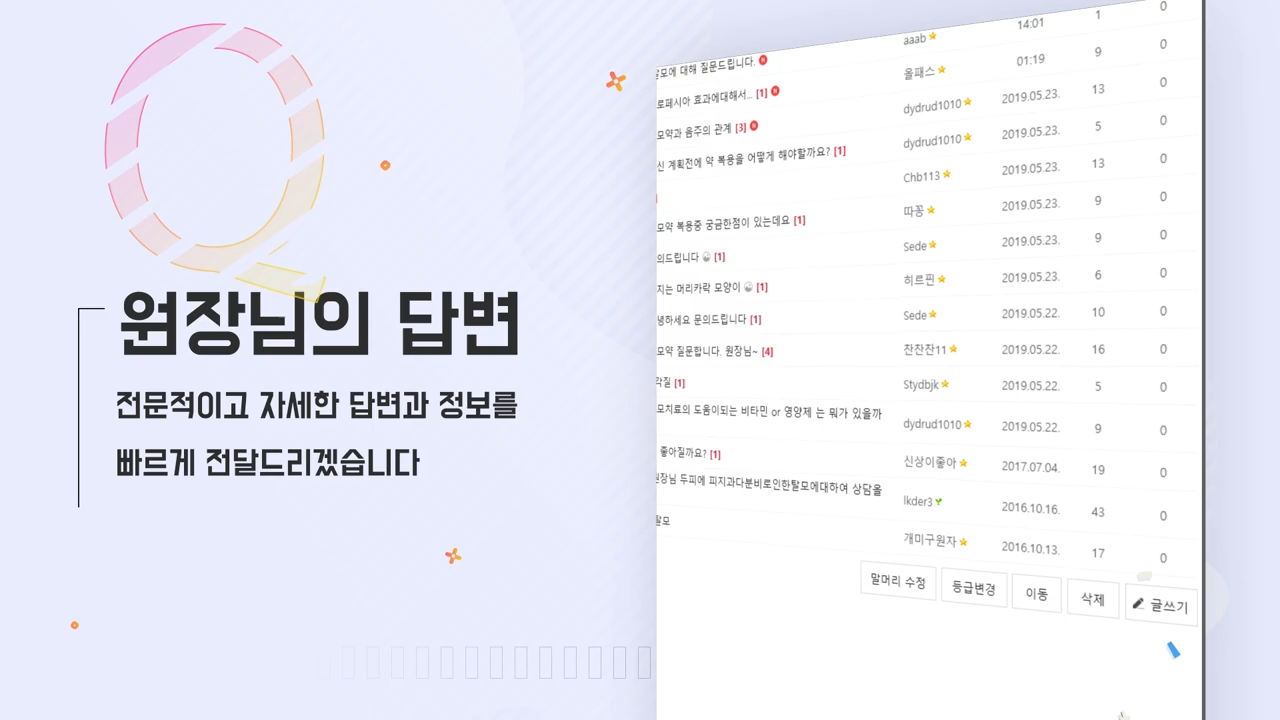 Q
원장님의 답변
전문적이고 자세한 답변과 정보를
빠르게 전달드리겠습니다
aaab 14:01 1 0
탈모에 대해 질문드립니다. 올패스 01:19 9 0
로페시아 효과에대해서... [1] dydrud1010 2019.05.23. 13 0
모약과 음주의 관계 [3] dydrud1010 2019.05.23. 5 0
신 계획전에 약 복용을 어떻게 해야할까요? [1] Chb113 2019.05.23. 13 0
따꽁 2019.05.23. 9 0
모약 복용중 궁금한점이 있는데요 [1] Sede 2019.05.23. 9 0
의드립니다 [1] 히르핀 2019.05.23. 6 0
지는 머리카락 모양이 [1] Sede 2019.05.22. 10 0
녕하세요 문의드립니다 [1] 찬찬찬11 2019.05.22. 16 0
모약 질문합니다. 원장님~ [4] Stydbjk 2019.05.22. 5 0
각질 [1]
모치료의 도움이되는 비타민 or 영양제 는 뭐가 있을까 dydrud1010 2019.05.22. 9 0
좋아질까요? [1] 신상이좋아 2017.07.04. 19 0
원장님 두피에 피지과다분비로인한탈모에대하여 상담을 lkder3 2016.10.16. 43 0
탈모 개미구원자 2016.10.13. 17 0
말머리 수정 등급변경 이동 삭제 글쓰기